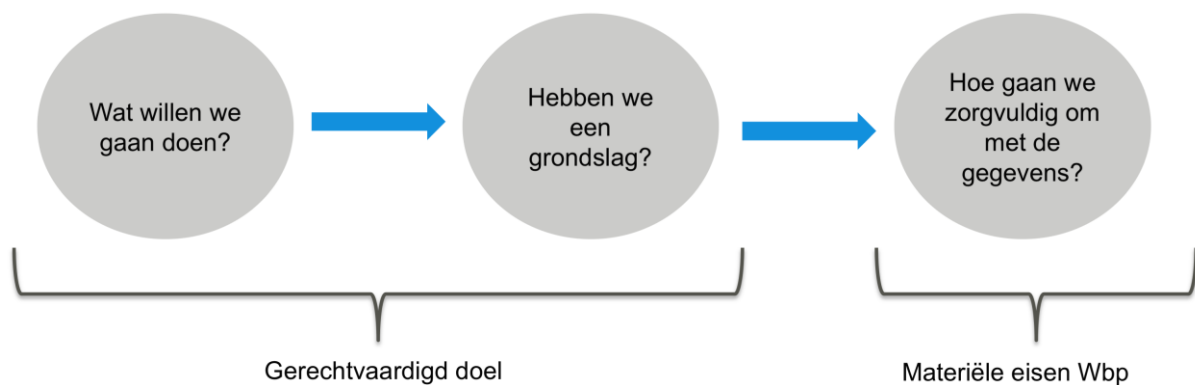 Wat willen we
gaan doen?
Hebben we
een
grondslag?
Hoe gaan we
zorgvuldig om
met de
gegevens?
Gerechtvaardigd doel
Materiële eisen Wbp